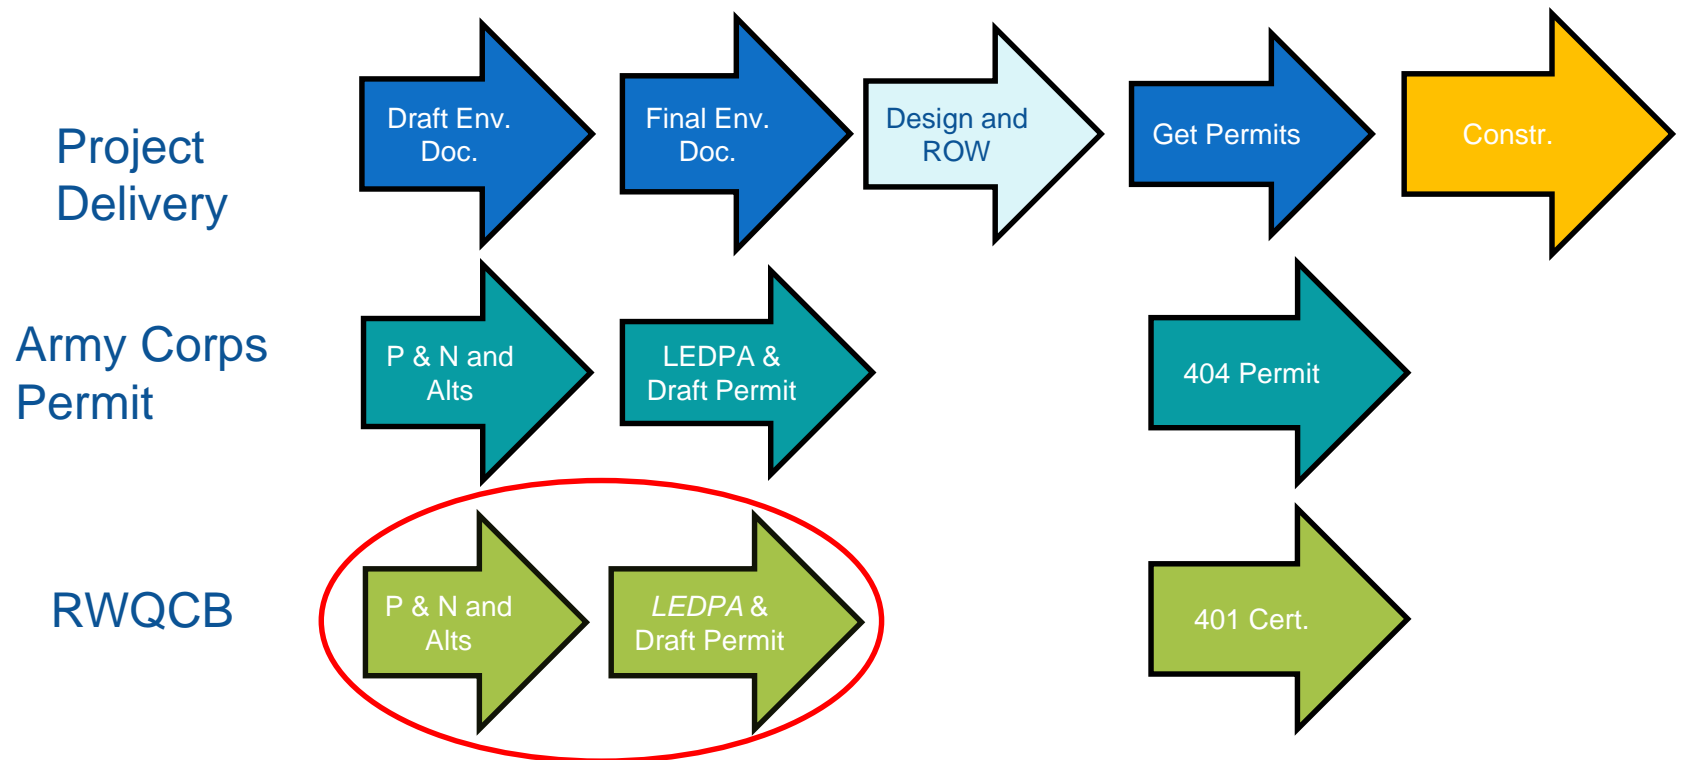 Project
Delivery
Draft Env.
Doc.
Final Env.
Doc.
Design and
ROW
Get Permits
Constr.
Army Corps
Permit
P & N and
Alts
LEDPA &
Draft Permit
404 Permit
RWQCB
P & N and
Alts
LEDPA &
Draft Permit
401 Cert.